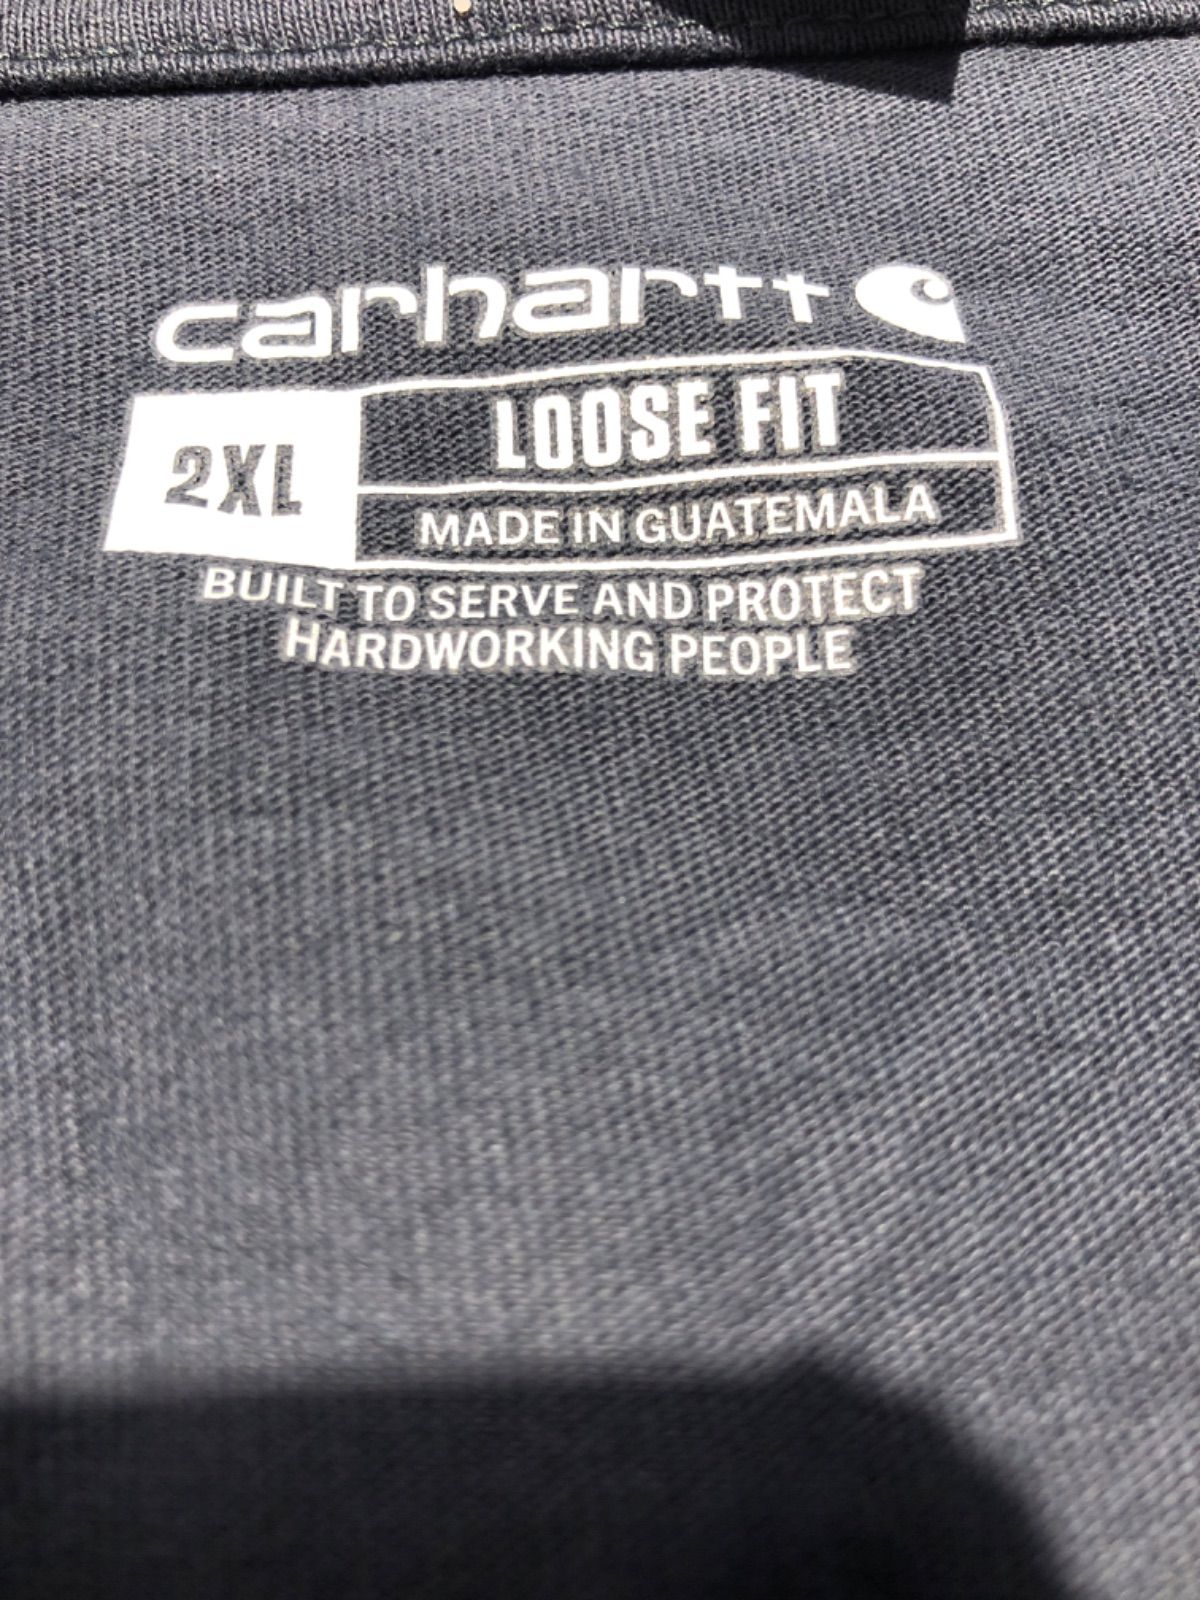 carhartt
2XL
LOOSE FIT
MADE IN GUATEMALA
BUILT TO SERVE AND PROTECT
HARDWORKING PEOPLE